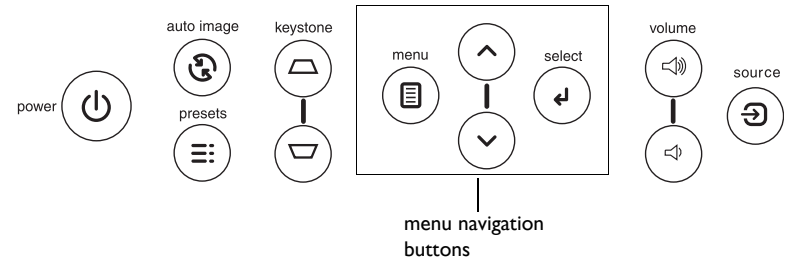 auto image
keystone
volume
menu
select
source
power
presets
menu navigation
buttons